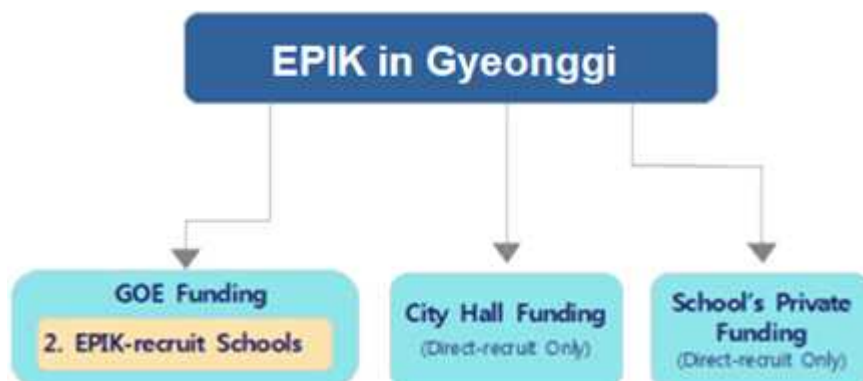 EPIK in Gyeonggi
GOE Funding
2. EPIK-recruit Schools
City Hall Funding
(Direct-recruit Only)
School's Private
Funding
(Direct-recruit Only)